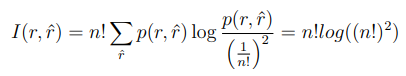 I(r, r̂) = n! ∑_{r̂} p(r, r̂) log \frac{p(r, r̂)}{(\frac{1}{n!})^2} = n!log((n!)^2)